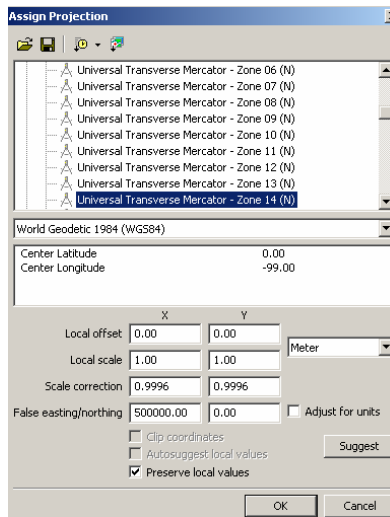 Assign Projection
Universal Transverse Mercator - Zone 06 (N)
Universal Transverse Mercator - Zone 07 (N)
Universal Transverse Mercator - Zone 08 (N)
Universal Transverse Mercator - Zone 09 (N)
Universal Transverse Mercator - Zone 10 (N)
Universal Transverse Mercator - Zone 11 (N)
Universal Transverse Mercator - Zone 12 (N)
Universal Transverse Mercator - Zone 13 (N)
Universal Transverse Mercator - Zone 14 (N)
World Geodetic 1984 (WGS84)
Center Latitude 0.00
Center Longitude -99.00
X Y
Local offset 0.00 0.00
Meter
Local scale 1.00 1.00
Scale correction 0.9996 0.9996
False easting/northing 500000.00 0.00 Adjust for units
Clip coordinates
Autosuggest local values
Suggest
Preserve local values
OK Cancel